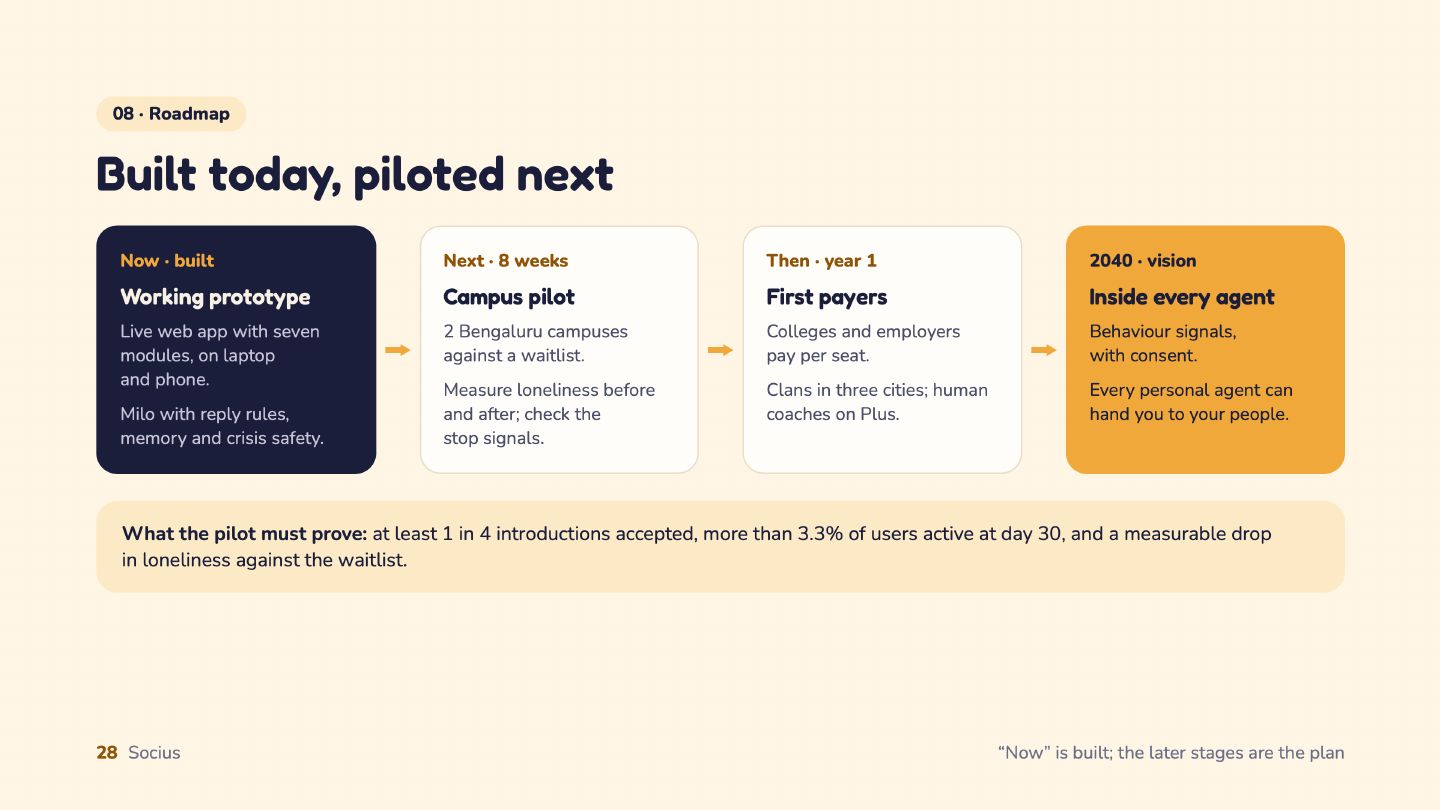 08 · Roadmap
Built today, piloted next
Now · built
Working prototype
Live web app with seven
modules, on laptop
and phone.
Milo with reply rules,
memory and crisis safety.
Next · 8 weeks
Campus pilot
2 Bengaluru campuses
against a waitlist.
Measure loneliness before
and after; check the
stop signals.
Then · year 1
First payers
Colleges and employers
pay per seat.
Clans in three cities; human
coaches on Plus.
2040 · vision
Inside every agent
Behaviour signals,
with consent.
Every personal agent can
hand you to your people.
What the pilot must prove: at least 1 in 4 introductions accepted, more than 3.3% of users active at day 30, and a measurable drop
in loneliness against the waitlist.
28 Socius
“Now” is built; the later stages are the plan